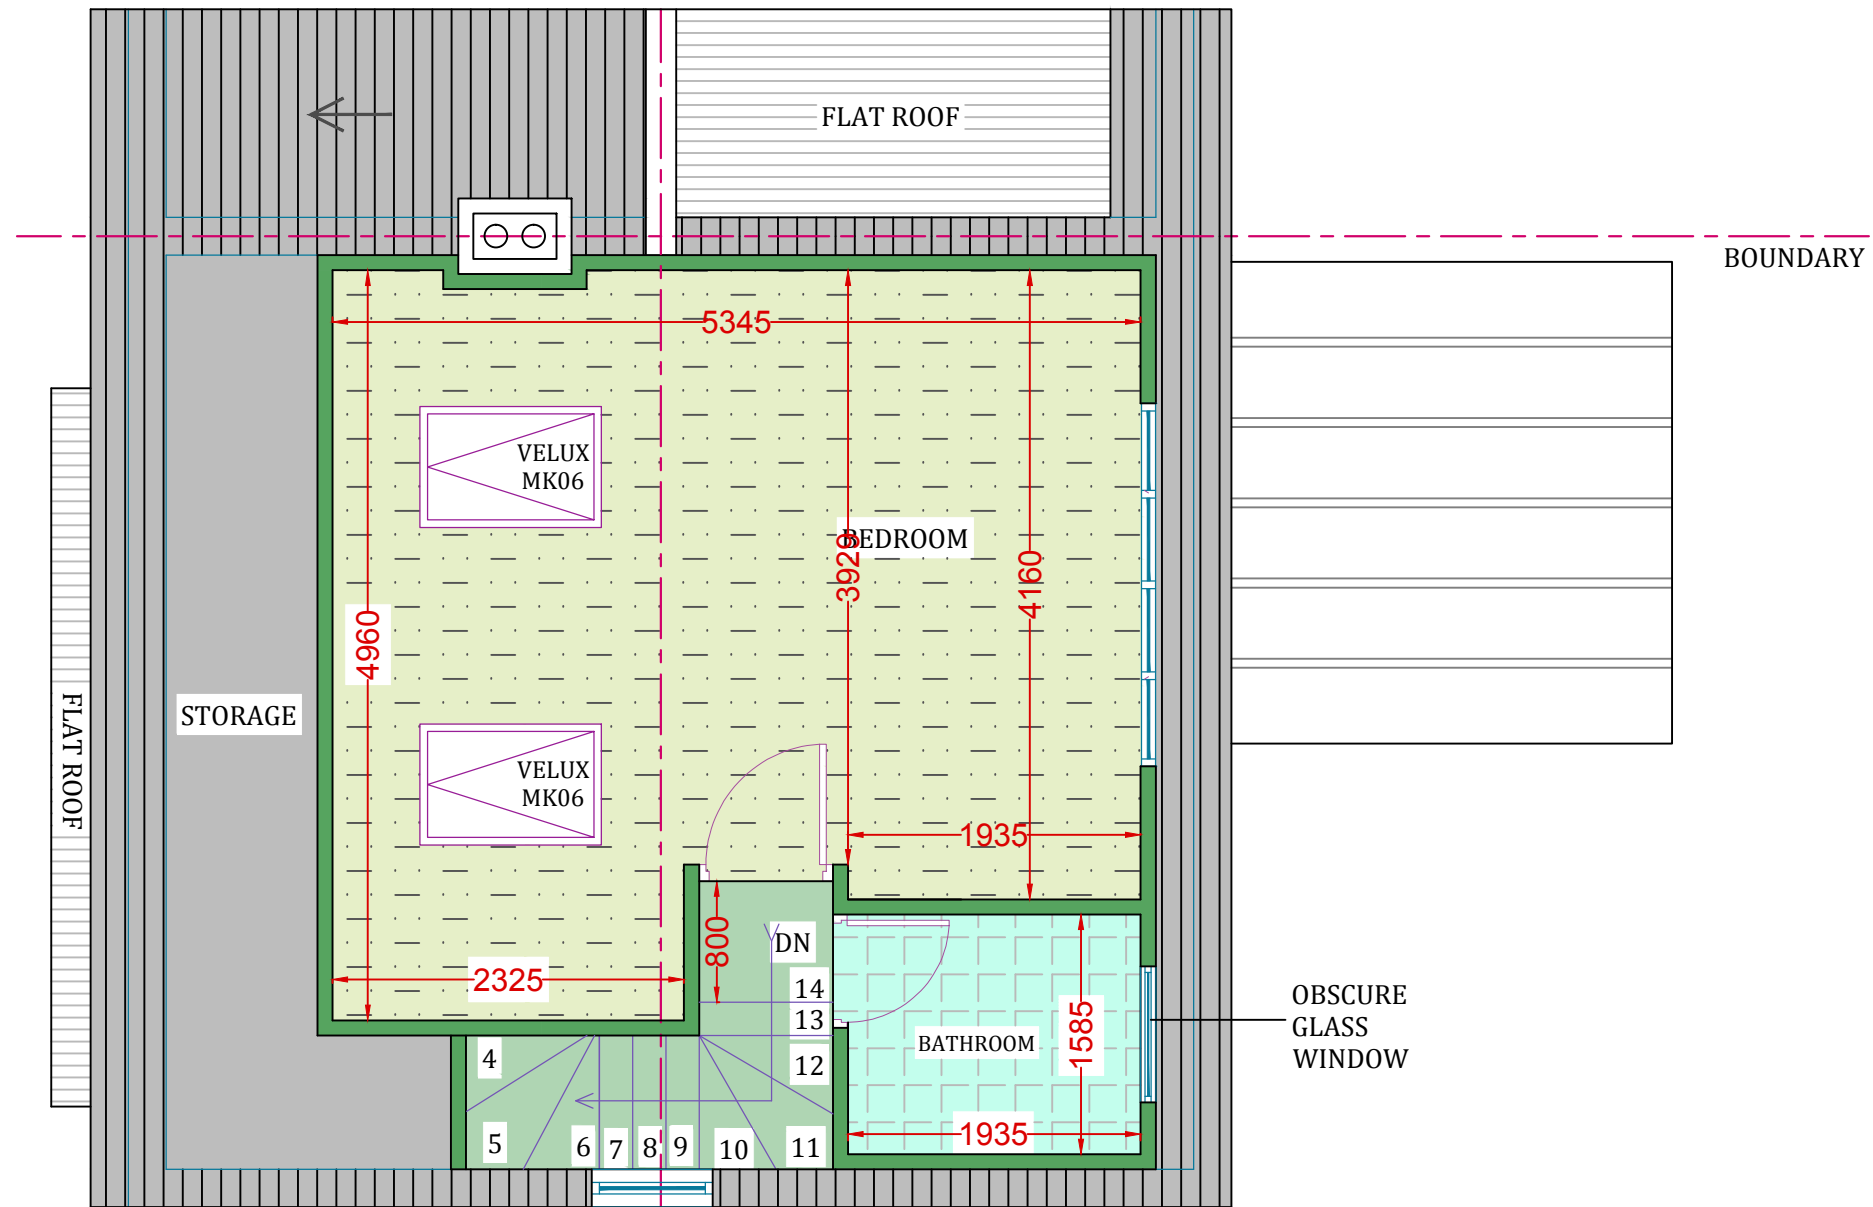 FLAT ROOF
BOUNDARY
5345
VELUX
MK06
BEDROOM
3929
4160
4960
STORAGE
FLAT ROOF
VELUX
MK06
1935
800
DN
2325
14
13
12
4
5
6
7
8
9
10
11
BATHROOM
1585
1935
OBSCURE
GLASS
WINDOW